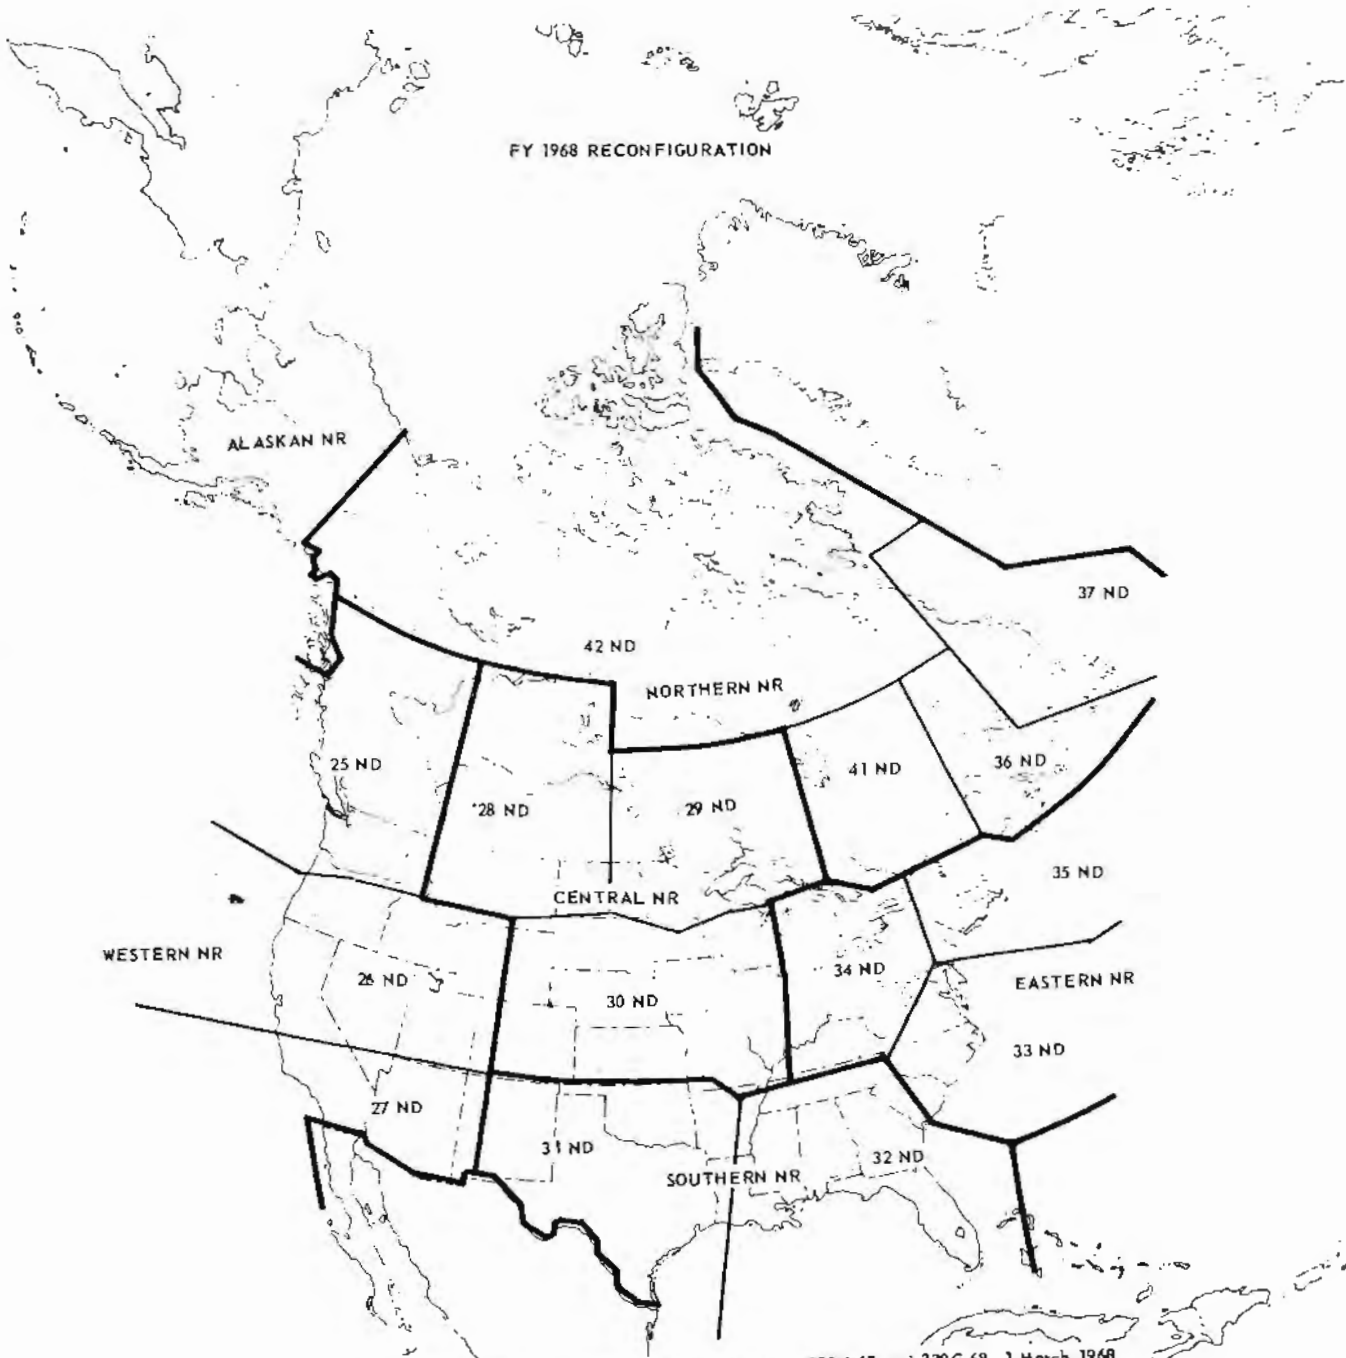 FY 1968 RECONFIGURATION
ALASKAN NR
37 ND
42 ND
NORTHERN NR
25 ND
28 ND
29 ND
41 ND
36 ND
35 ND
CENTRAL NR
WESTERN NR
26 ND
30 ND
34 ND
EASTERN NR
33 ND
27 ND
31 ND
32 ND
SOUTHERN NR
1 March 1968